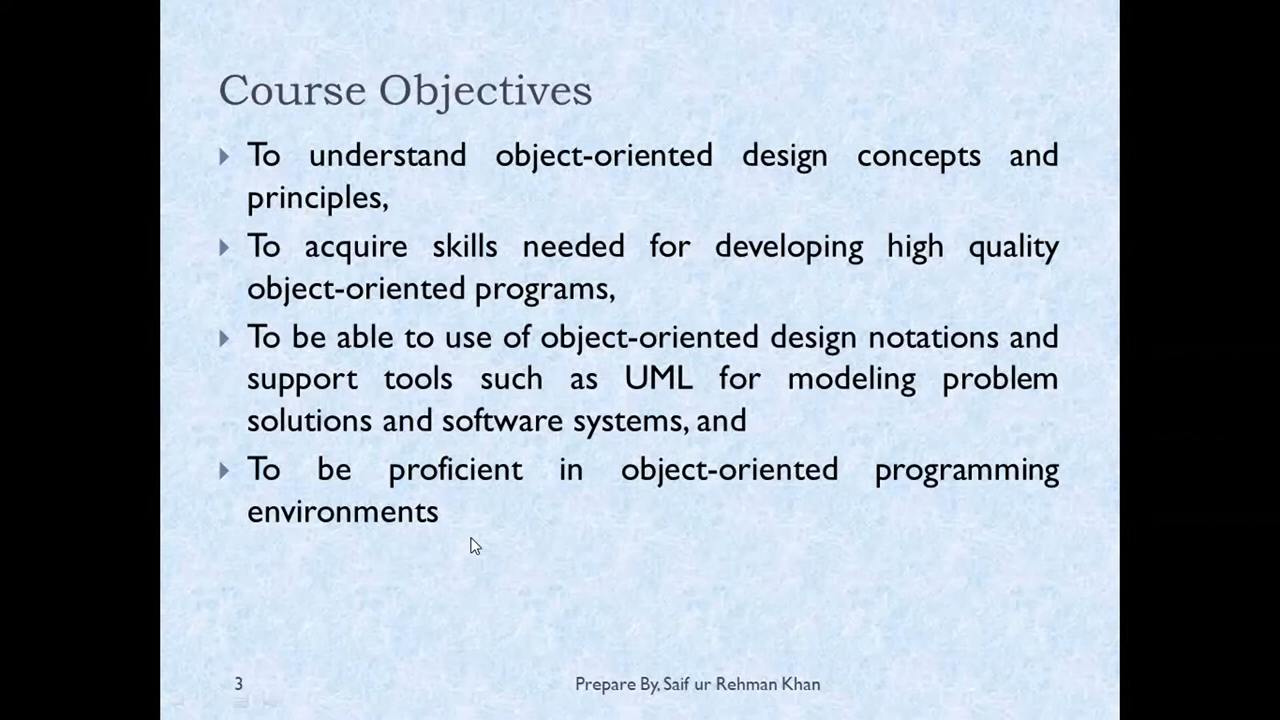 Course Objectives
To understand object-oriented design concepts and
principles,
To acquire skills needed for developing high quality
object-oriented programs,
To be able to use of object-oriented design notations and
support tools such as UML for modeling problem
solutions and software systems, and
To be proficient in object-oriented programming
environments
3
Prepare By, Saif ur Rehman Khan